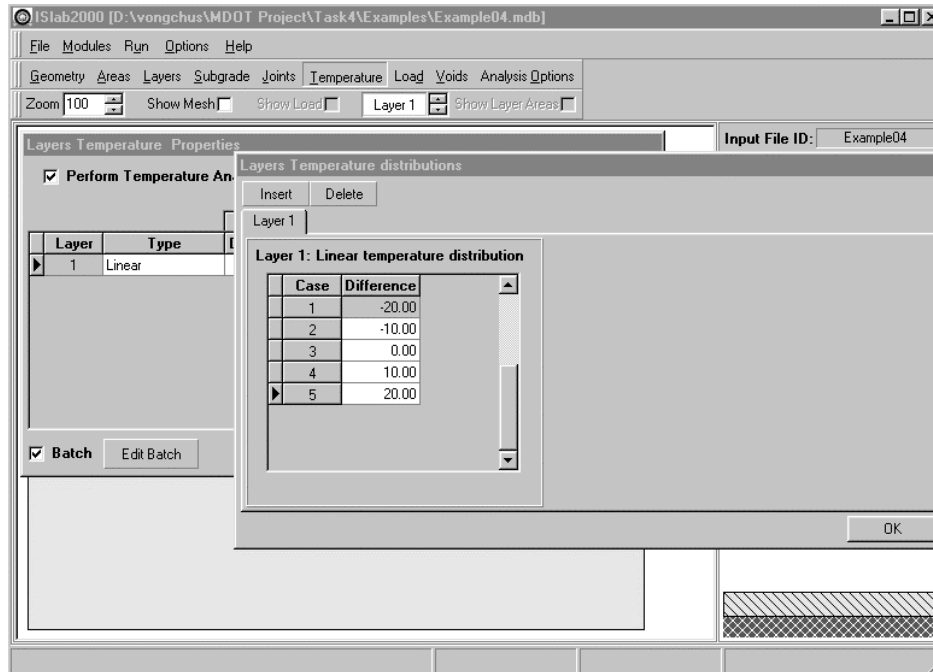 ISlab2000 [D:\vongchus\MDOT Project\Task4\Examples\Example04.mdb]
File Modules Run Options Help
Geometry Areas Layers Subgrade Joints Temperature Load Voids Analysis Options
Zoom 100 Show Mesh Show Load Layer 1 Show Layer Areas
Input File ID: Example04
Layers Temperature Properties
Perform Temperature An
Layer Type
1 Linear
Batch Edit Batch
Layers Temperature distributions
Insert Delete
Layer 1
Layer 1: Linear temperature distribution
Case Difference
1 -20.00
2 -10.00
3 0.00
4 10.00
5 20.00
OK